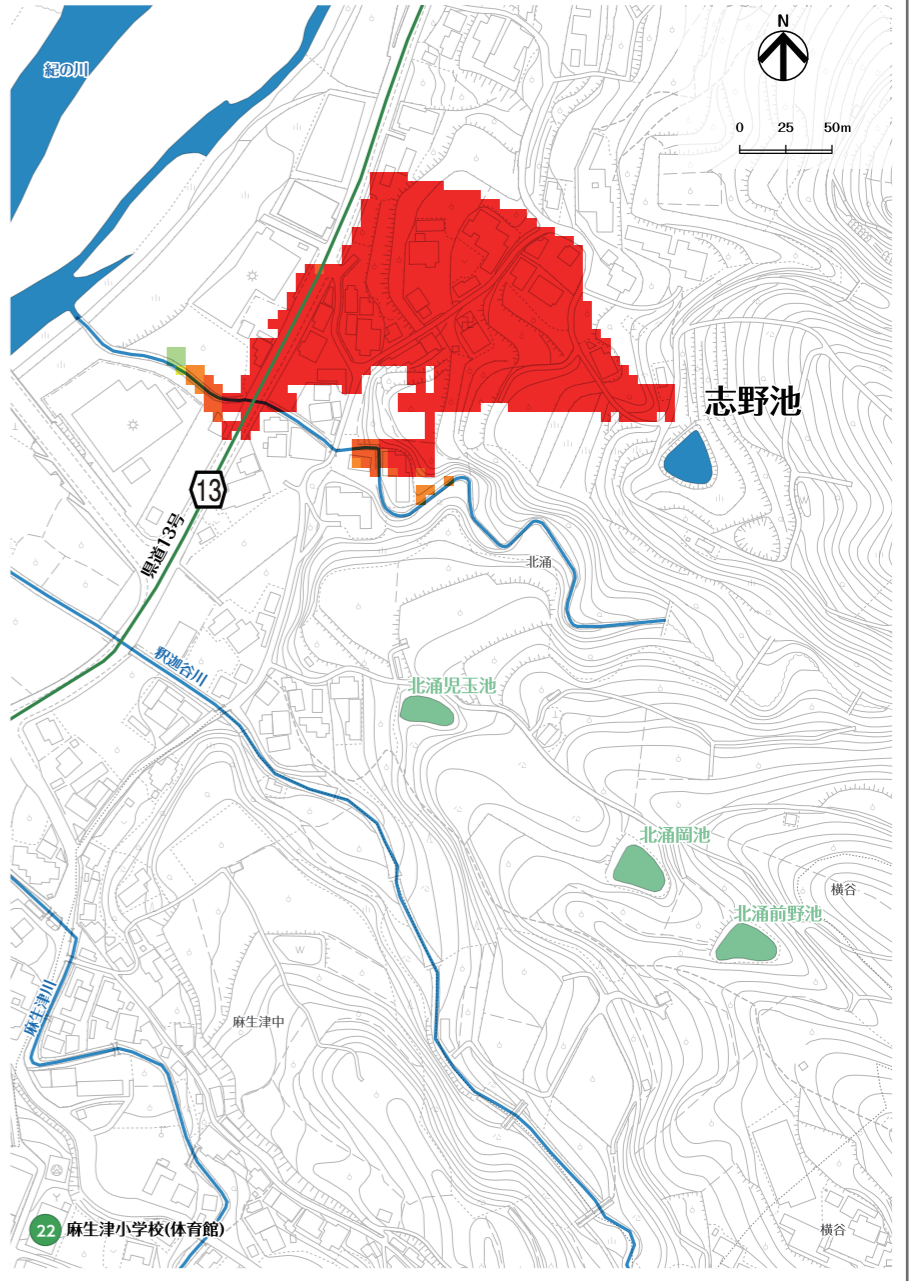 N
紀の川
0 25 50m
志野池
13
県道13号
北涌
釈迦谷川
北涌児玉池
北涌岡池
横谷
北涌前野池
W
W
麻生津川
麻生津中
22 麻生津小学校(体育館)
横谷